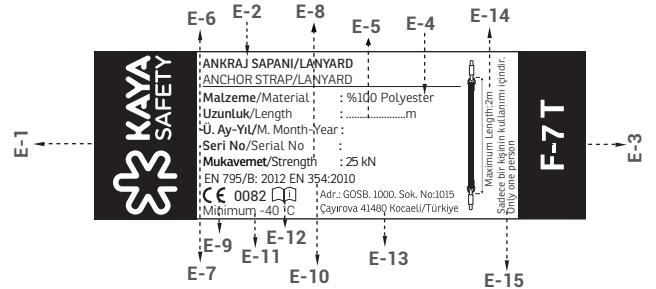 E-6 E-2 E-8 E-5 E-4 E-14
E-1
KAYA
SAFETY
ANKRAJ SAPANI/LANYARD
ANCHOR STRAP/LANYARD
Malzeme/Material : %100 Polyester
Uzunluk/Length : ......................m
Ü. Ay-Yıl/M. Month-Year :
Seri No/Serial No :
Mukavemet/Strength : 25 kN
EN 795/B: 2012 EN 354:2010
CE 0082 i
Minimum -40 °C
Adr.: GOSB. 1000. Sok. No:1015
Çayırova 41480 Kocaeli/Türkiye
Maximum Length:2m
Sadece bir kişinin kullanımı içindir.
Only one person
F-7 T
E-3
E-7 E-9 E-11 E-12 E-10 E-13 E-15